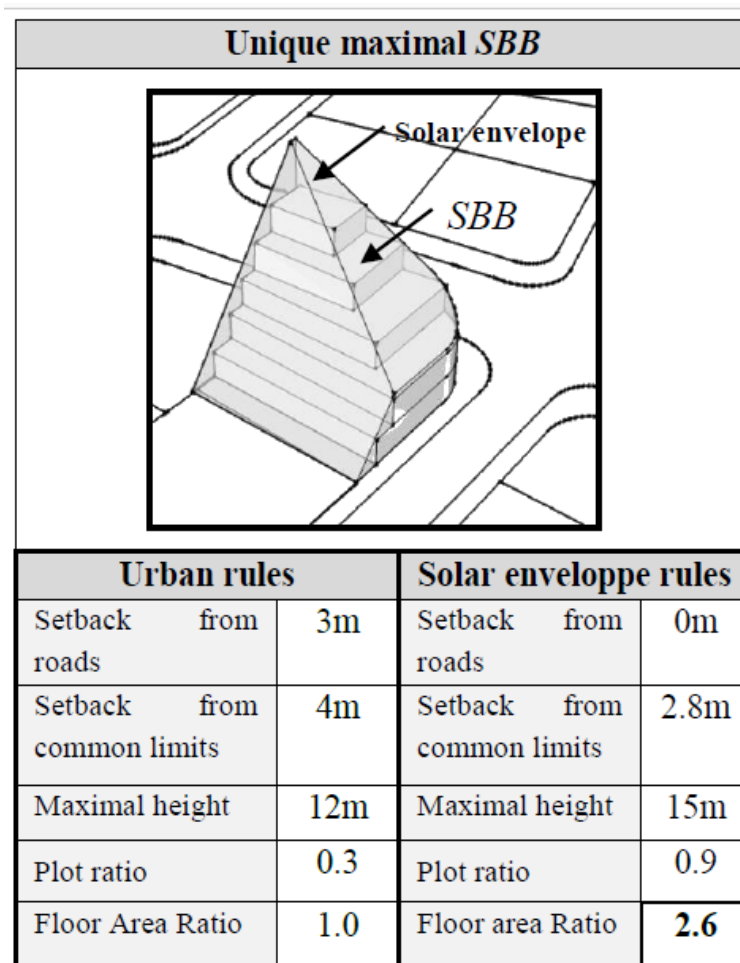 Unique maximal SBB
Solar envelope
SBB
Urban rules
Solar enveloppe rules
Setback from
roads
3m
Setback from
roads
0m
Setback from
common limits
4m
Setback from
common limits
2.8m
Maximal height
12m
Maximal height
15m
Plot ratio
0.3
Plot ratio
0.9
Floor Area Ratio
1.0
Floor area Ratio
2.6